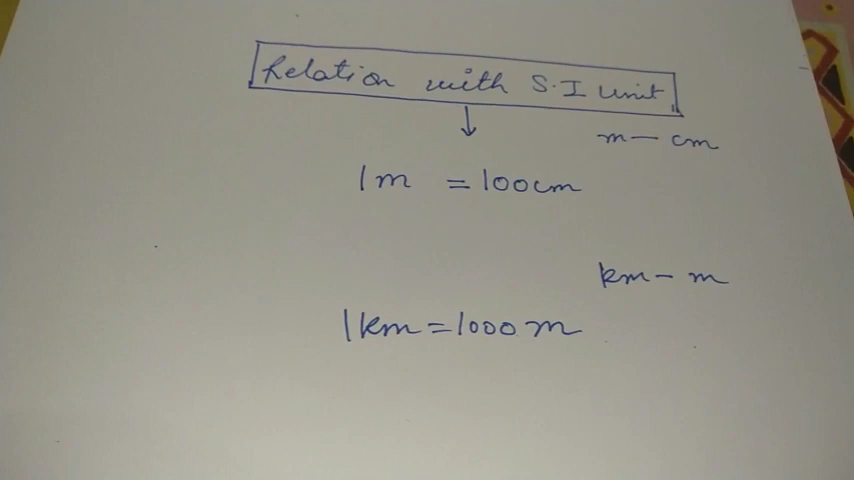 Relation with S.I Unit
m - cm
1m = 100cm
km - m
1km = 1000 m